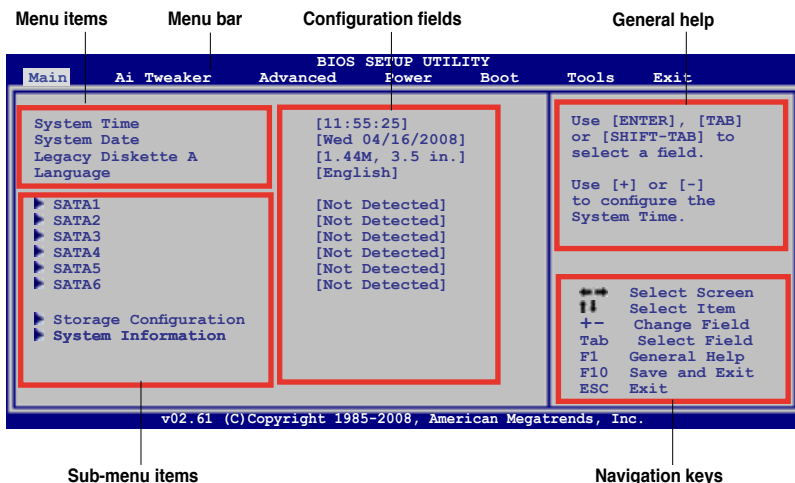 Menu items Menu bar Configuration fields General help
BIOS SETUP UTILITY
Main Ai Tweaker Advanced Power Boot Tools Exit
System Time [11:55:25]
System Date [Wed 04/16/2008]
Legacy Diskette A [1.44M, 3.5 in.]
Language [English]
SATA1 [Not Detected]
SATA2 [Not Detected]
SATA3 [Not Detected]
SATA4 [Not Detected]
SATA5 [Not Detected]
SATA6 [Not Detected]
Storage Configuration
System Information
Use [ENTER], [TAB]
or [SHIFT-TAB] to
select a field.
Use [+] or [-]
to configure the
System Time.
←→ Select Screen
↑↓ Select Item
+- Change Field
Tab Select Field
F1 General Help
F10 Save and Exit
ESC Exit
v02.61 (C)Copyright 1985-2008, American Megatrends, Inc.
Sub-menu items Navigation keys